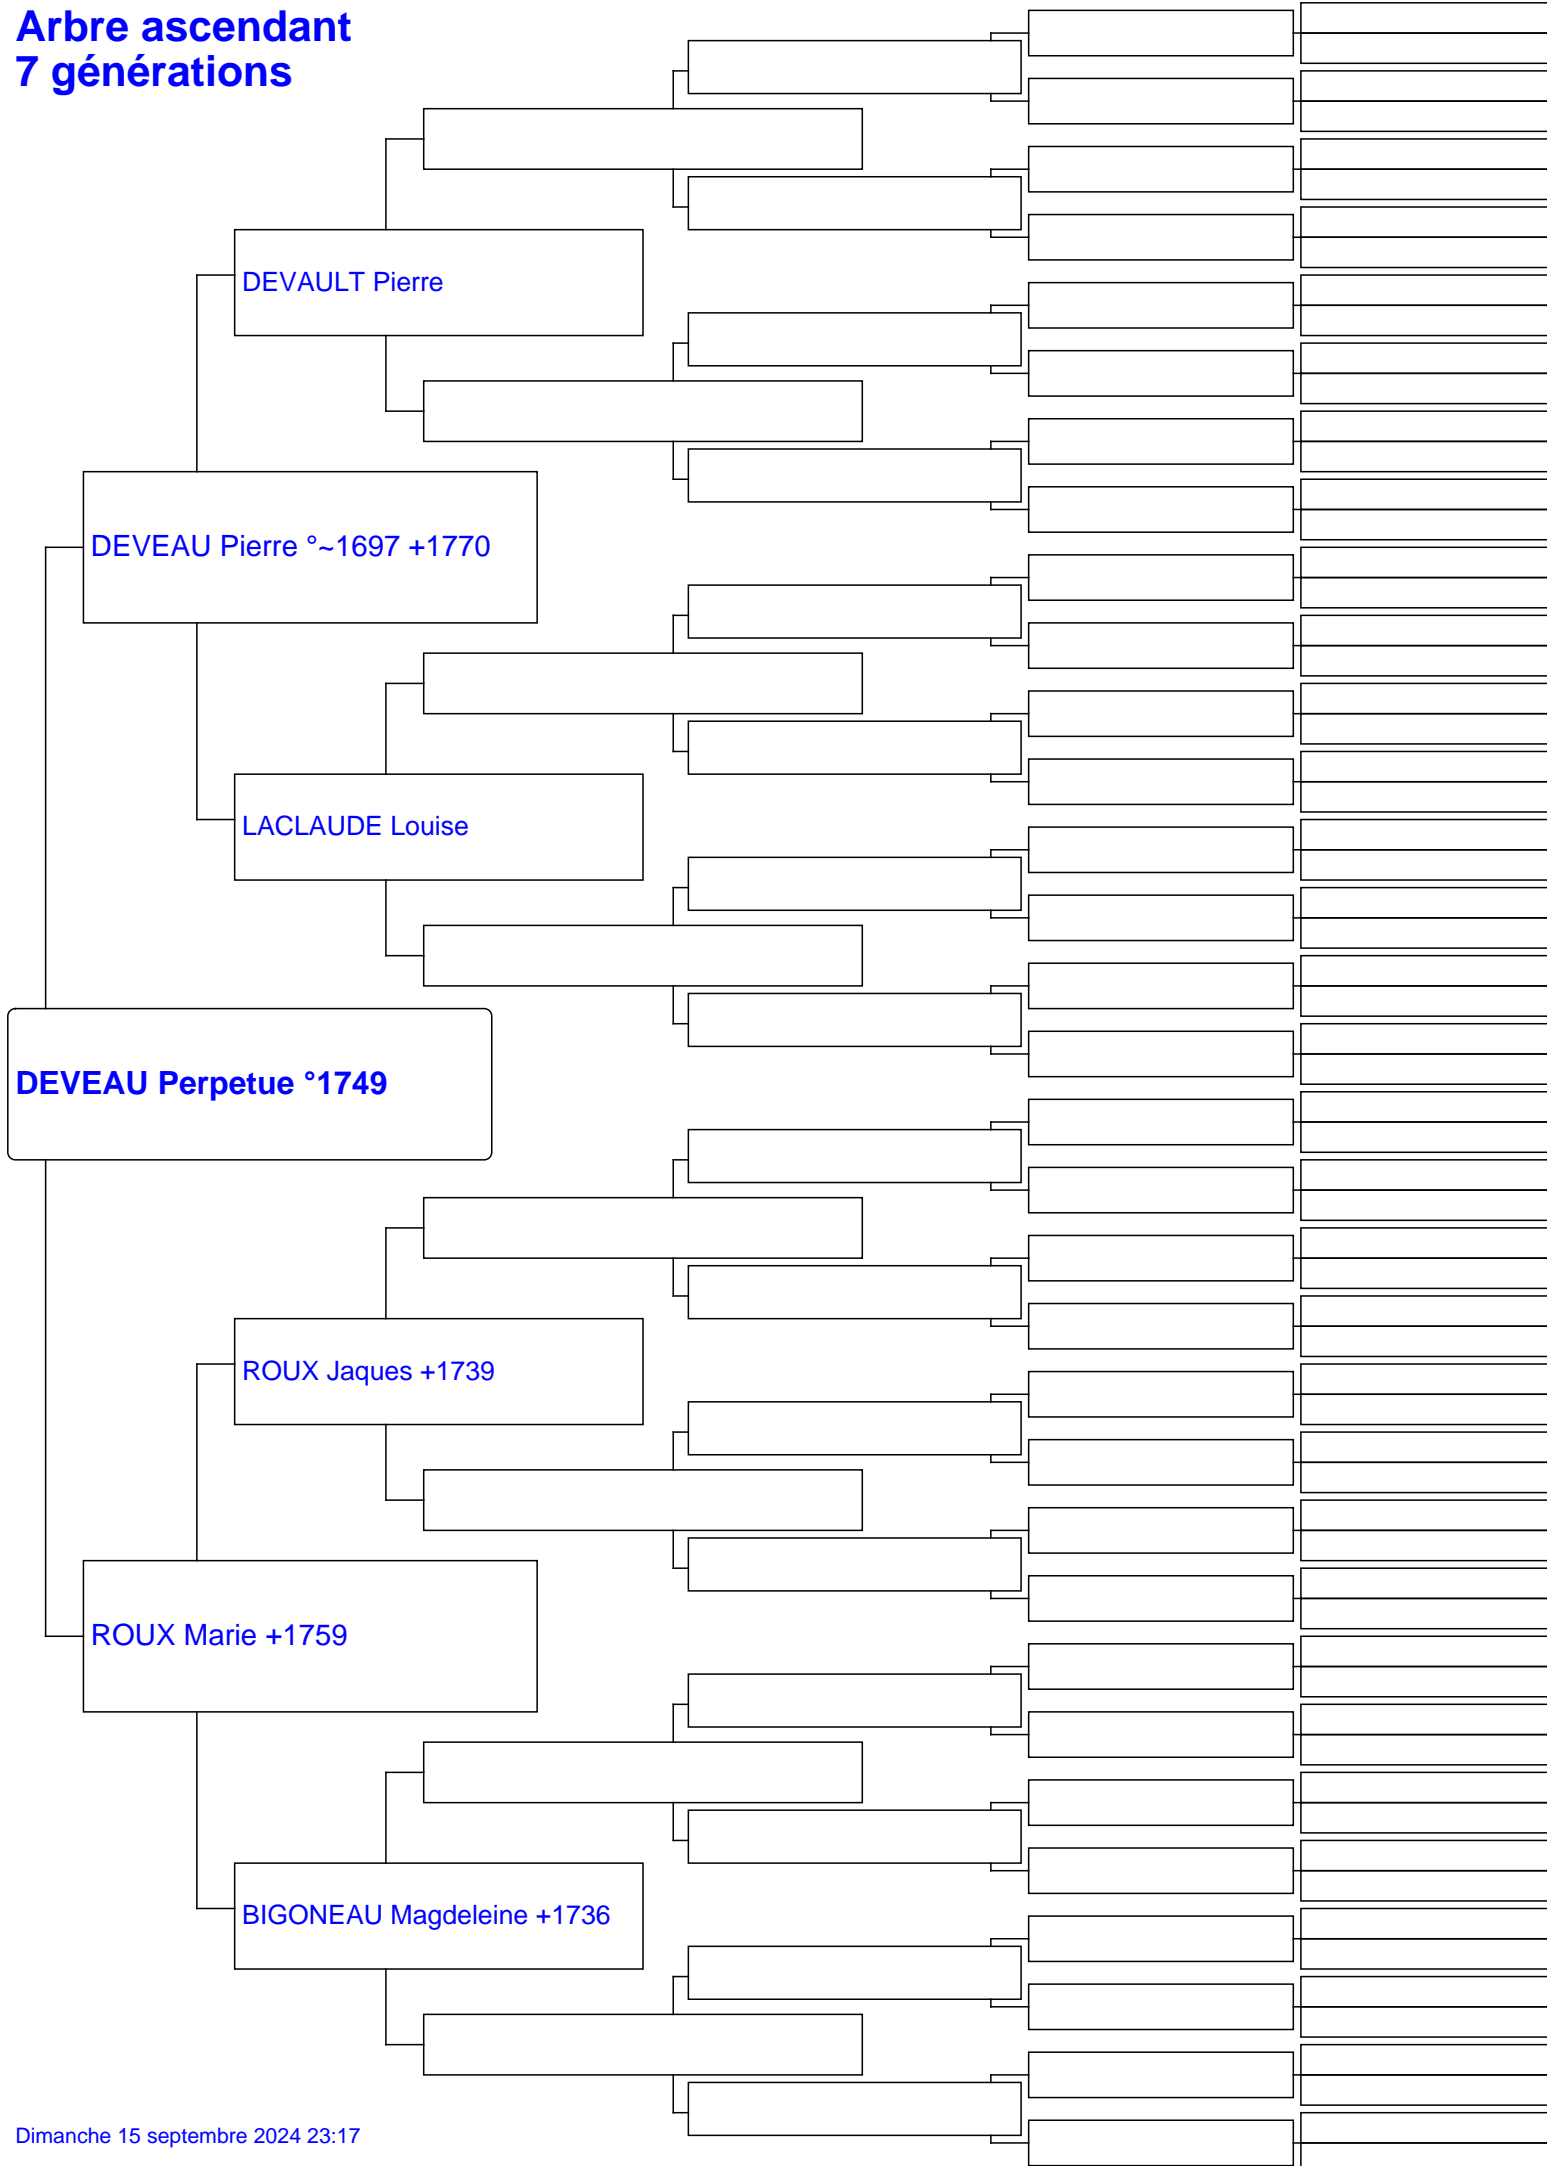 Arbre ascendant
7 générations
DEVAULT Pierre
DEVEAU Pierre °~1697 +1770
LACLAUDE Louise
DEVEAU Perpetue °1749
ROUX Jaques +1739
ROUX Marie +1759
BIGONEAU Magdeleine +1736
Dimanche 15 septembre 2024 23:17